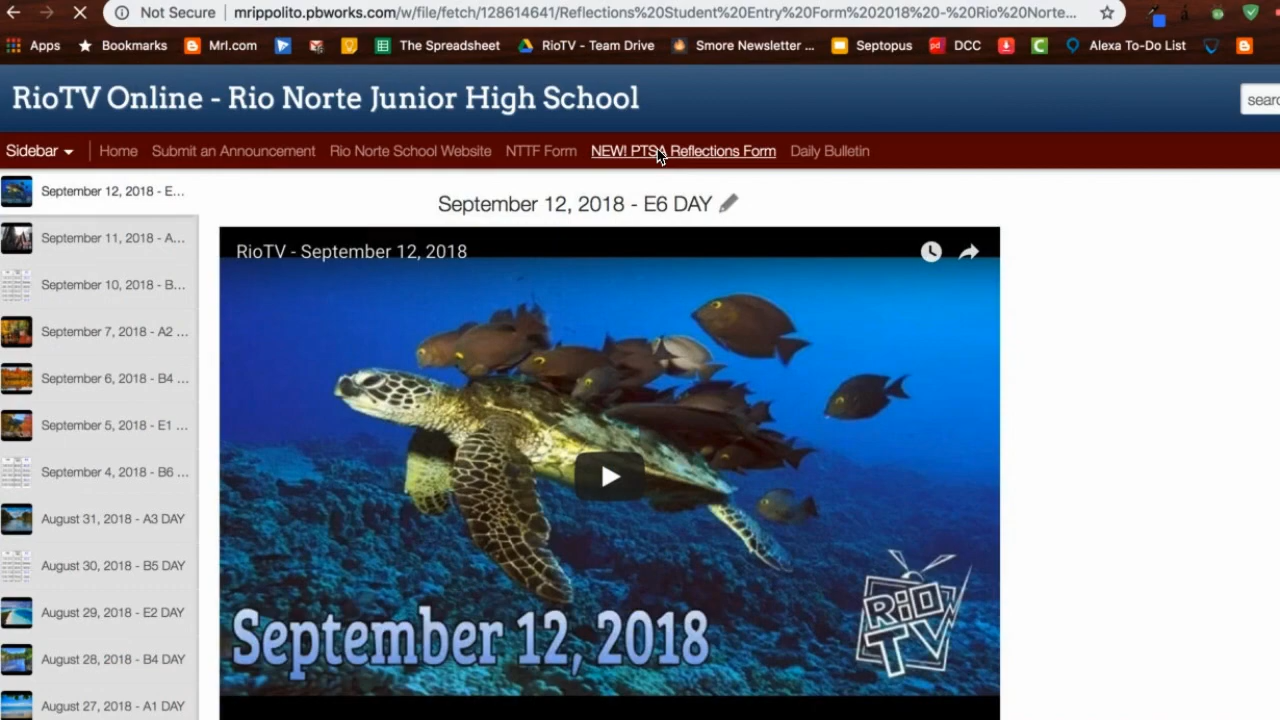 Not Secure mrippolito.pbworks.com/w/file/fetch/128614641/Reflections%20Student%20Entry%20Form%202018%20-%20Rio%20Norte...
Apps Bookmarks Mrl.com The Spreadsheet RioTV - Team Drive Smore Newsletter ... Septopus DCC Alexa To-Do List
RioTV Online - Rio Norte Junior High School
searc
Sidebar Home Submit an Announcement Rio Norte School Website NTTF Form NEW! PTSA Reflections Form Daily Bulletin
September 12, 2018 - E...
September 11, 2018 - A...
September 10, 2018 - B...
September 7, 2018 - A2 ...
September 6, 2018 - B4 ...
September 5, 2018 - E1 ...
September 4, 2018 - B6 ...
August 31, 2018 - A3 DAY
August 30, 2018 - B5 DAY
August 29, 2018 - E2 DAY
August 28, 2018 - B4 DAY
August 27, 2018 - A1 DAY
September 12, 2018 - E6 DAY
RioTV - September 12, 2018
September 12, 2018
RiO
TV